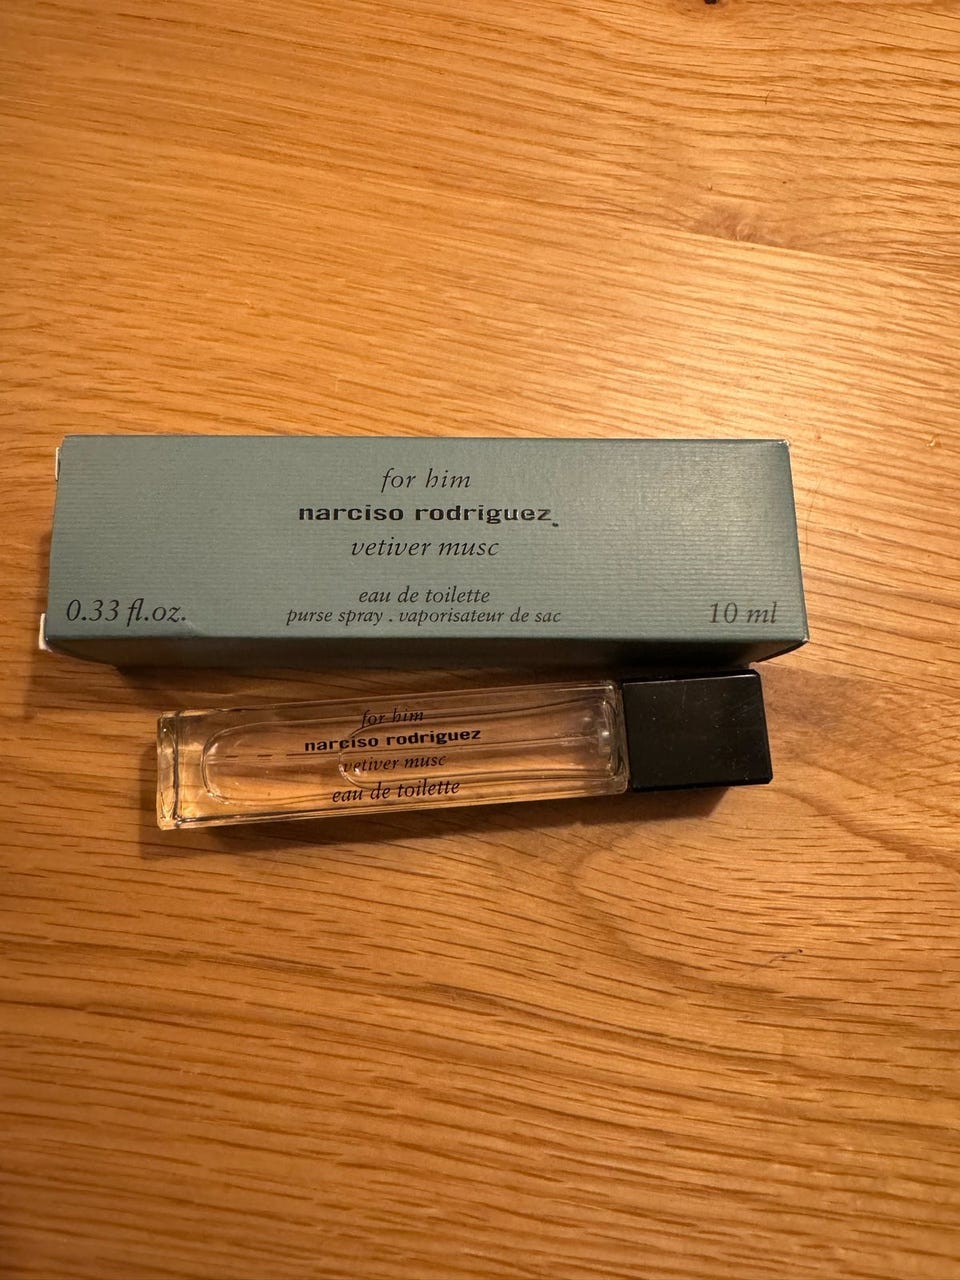 for him
narciso rodriguez
vetiver musc
eau de toilette
purse spray . vaporisateur de sac
0.33 fl.oz.
10 ml
for him
narciso rodriguez
vetiver musc
eau de toilette